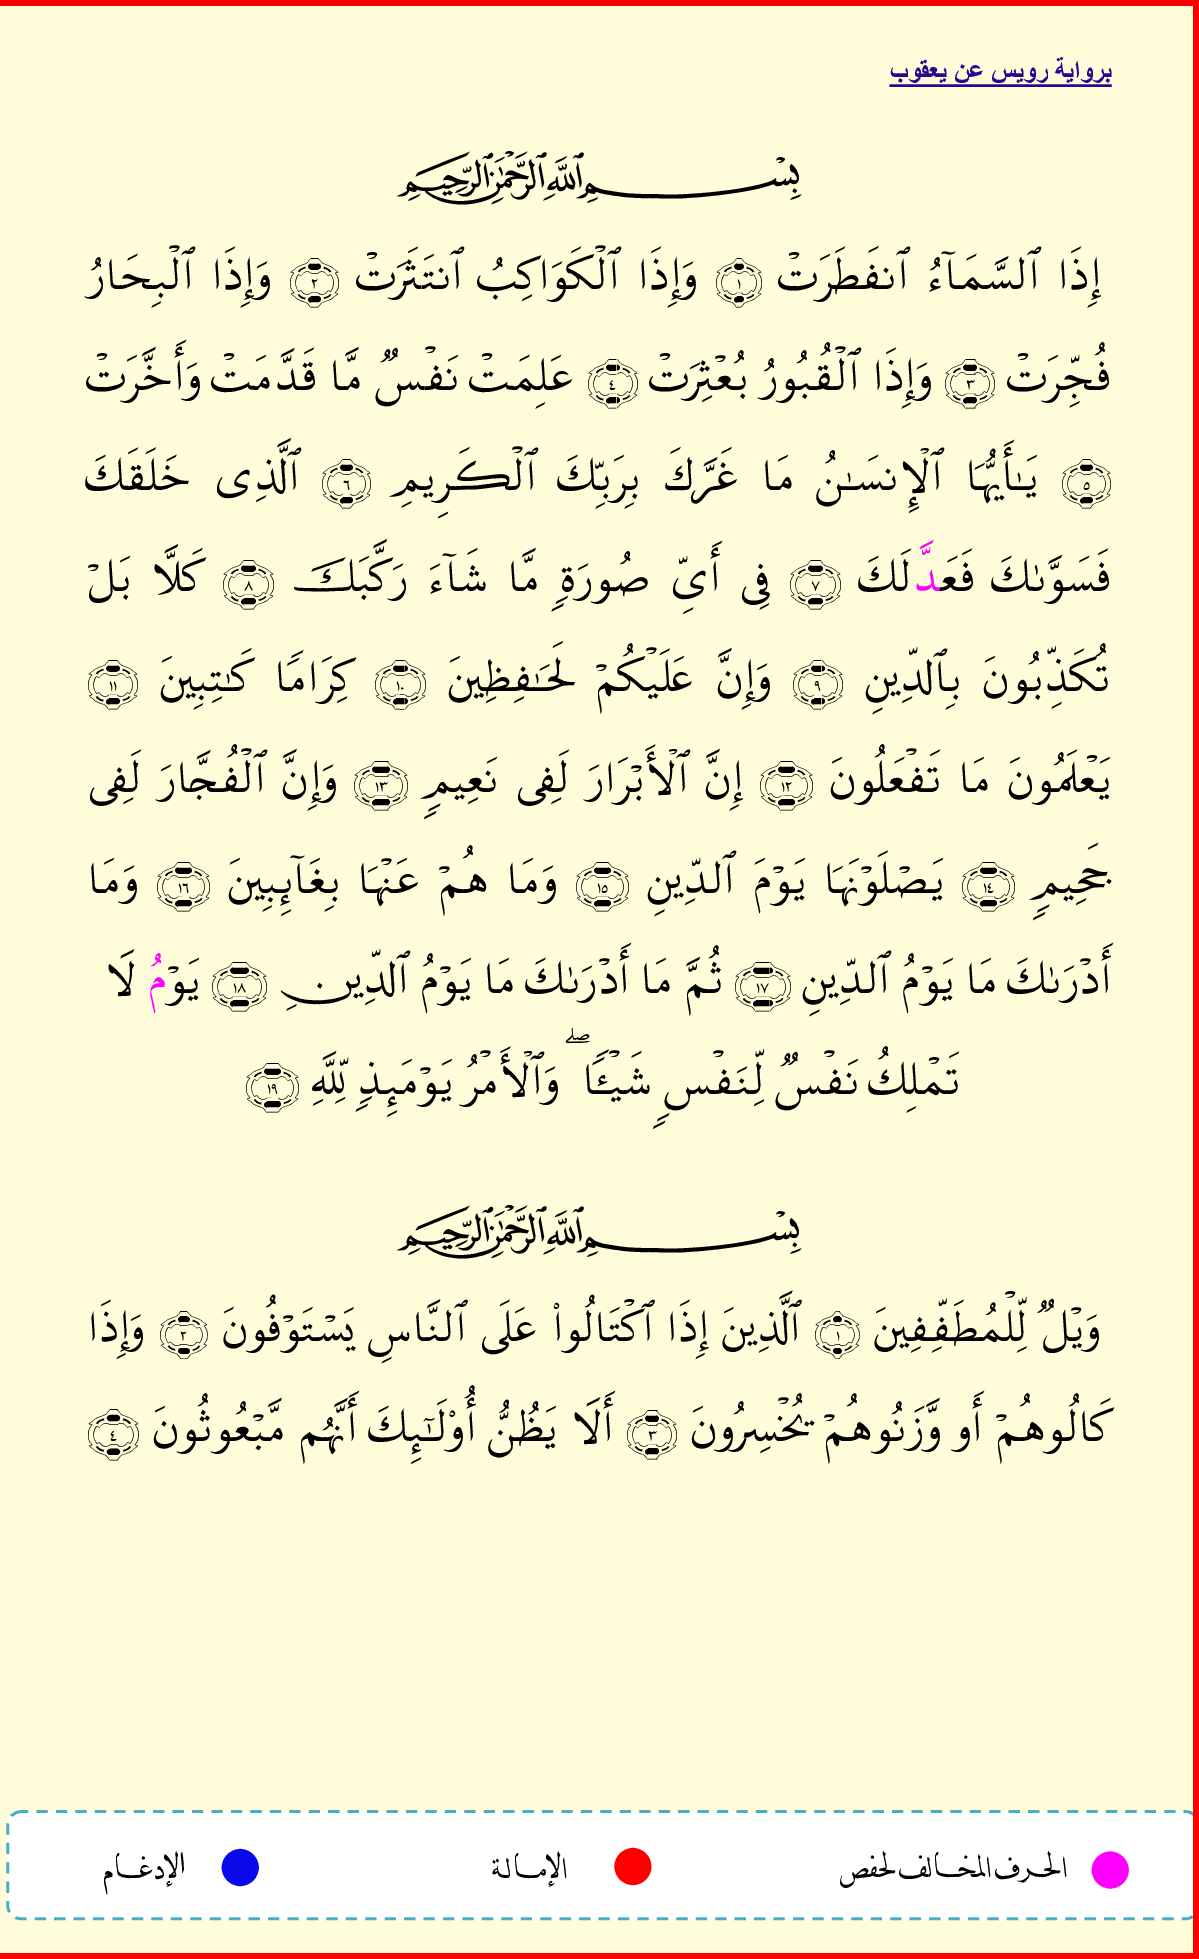 برواية رويس عن يعقوب
بِسْمِ ٱللَّهِ ٱلرَّحْمَٰنِ ٱلرَّحِيمِ
إِذَا ٱلسَّمَآءُ ٱنفَطَرَتْ ١ وَإِذَا ٱلْكَوَاكِبُ ٱنتَثَرَتْ ٢ وَإِذَا ٱلْبِحَارُ
فُجِّرَتْ ٣ وَإِذَا ٱلْقُبُورُ بُعْثِرَتْ ٤ عَلِمَتْ نَفْسٌ مَّا قَدَّمَتْ وَأَخَّرَتْ
٥ يَـٰٓأَيُّهَا ٱلْإِنسَـٰنُ مَا غَرَّكَ بِرَبِّكَ ٱلْكَرِيمِ ٦ ٱلَّذِى خَلَقَكَ
فَسَوَّىٰكَ فَعَدَّلَكَ ٧ فِى أَىِّ صُورَةٍ مَّا شَآءَ رَكَّبَكَ ٨ كَلَّا بَلْ
تُكَذِّبُونَ بِٱلدِّينِ ٩ وَإِنَّ عَلَيْكُمْ لَحَـٰفِظِينَ ١٠ كِرَامًا كَـٰتِبِينَ ١١
يَعْلَمُونَ مَا تَفْعَلُونَ ١٢ إِنَّ ٱلْأَبْرَارَ لَفِى نَعِيمٍ ١٣ وَإِنَّ ٱلْفُجَّارَ لَفِى
جَحِيمٍ ١٤ يَصْلَوْنَهَا يَوْمَ ٱلدِّينِ ١٥ وَمَا هُمْ عَنْهَا بِغَآئِبِينَ ١٦ وَمَا
أَدْرَىٰكَ مَا يَوْمُ ٱلدِّينِ ١٧ ثُمَّ مَا أَدْرَىٰكَ مَا يَوْمُ ٱلدِّينِ ١٨ يَوْمُ لَا
تَمْلِكُ نَفْسٌ لِّنَفْسٍ شَيْـًٔا ۖ وَٱلْأَمْرُ يَوْمَئِذٍ لِّلَّهِ ١٩
بِسْمِ ٱللَّهِ ٱلرَّحْمَٰنِ ٱلرَّحِيمِ
وَيْلٌ لِّلْمُطَفِّفِينَ ١ ٱلَّذِينَ إِذَا ٱكْتَالُوا۟ عَلَى ٱلنَّاسِ يَسْتَوْفُونَ ٢ وَإِذَا
كَالُوهُمْ أَو وَّزَنُوهُمْ يُخْسِرُونَ ٣ أَلَا يَظُنُّ أُو۟لَـٰٓئِكَ أَنَّهُم مَّبْعُوثُونَ ٤
الحرف المخالف لحفص
الإمالة
الإدغام